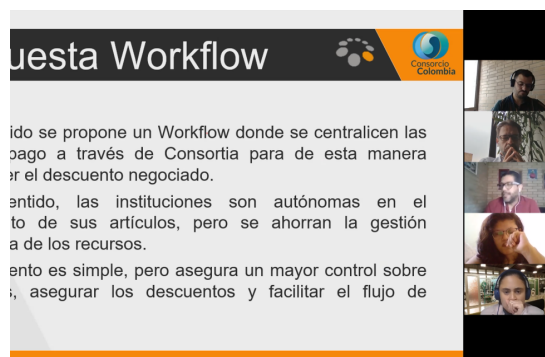 uesta Workflow
Consorcio
Colombia
ido se propone un Workflow donde se centralicen las
pago a través de Consortia para de esta manera
er el descuento negociado.
entido, las instituciones son autónomas en el
to de sus artículos, pero se ahorran la gestión
a de los recursos.
ento es simple, pero asegura un mayor control sobre
s, asegurar los descuentos y facilitar el flujo de